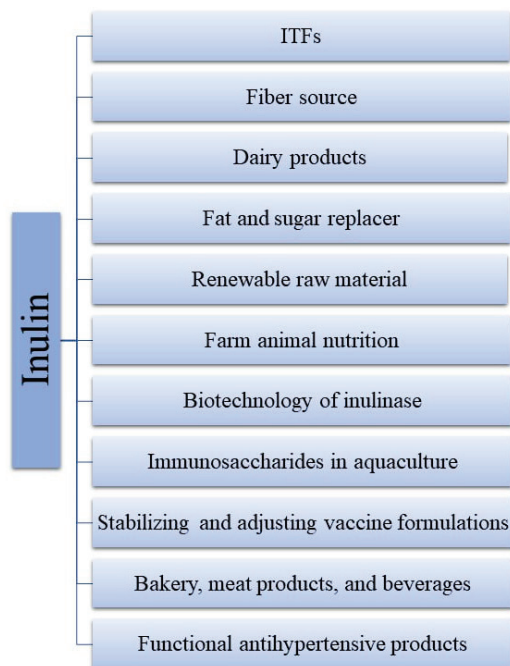 Inulin
ITFs
Fiber source
Dairy products
Fat and sugar replacer
Renewable raw material
Farm animal nutrition
Biotechnology of inulinase
Immunosaccharides in aquaculture
Stabilizing and adjusting vaccine formulations
Bakery, meat products, and beverages
Functional antihypertensive products